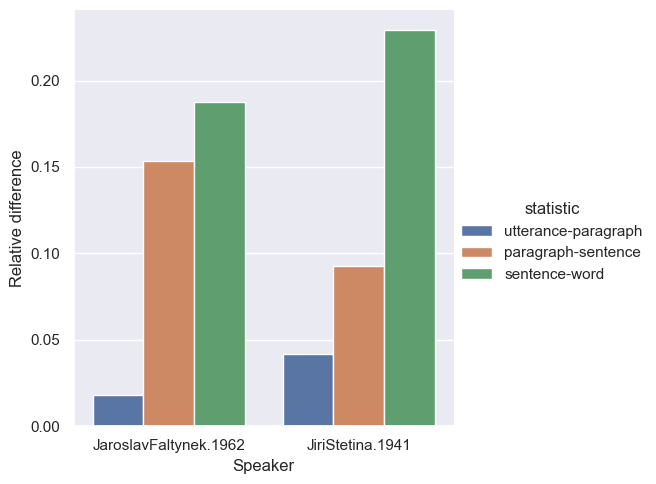 Relative difference
0.20
0.15
0.10
0.05
0.00
JaroslavFaltynek.1962
JiriStetina.1941
Speaker
statistic
utterance-paragraph
paragraph-sentence
sentence-word